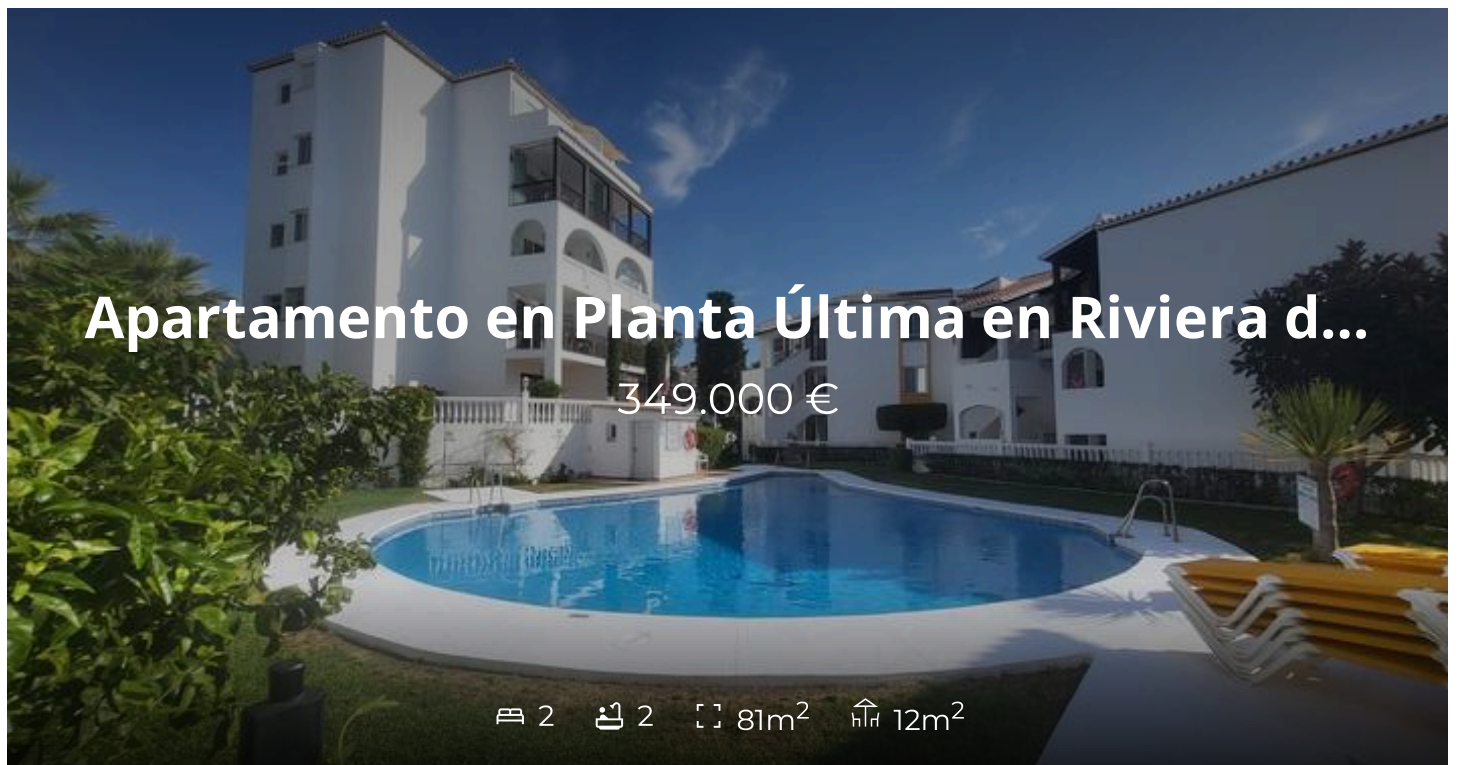 Apartamento en Planta Última en Riviera d...
349.000 €
2 2 81m² 12m²